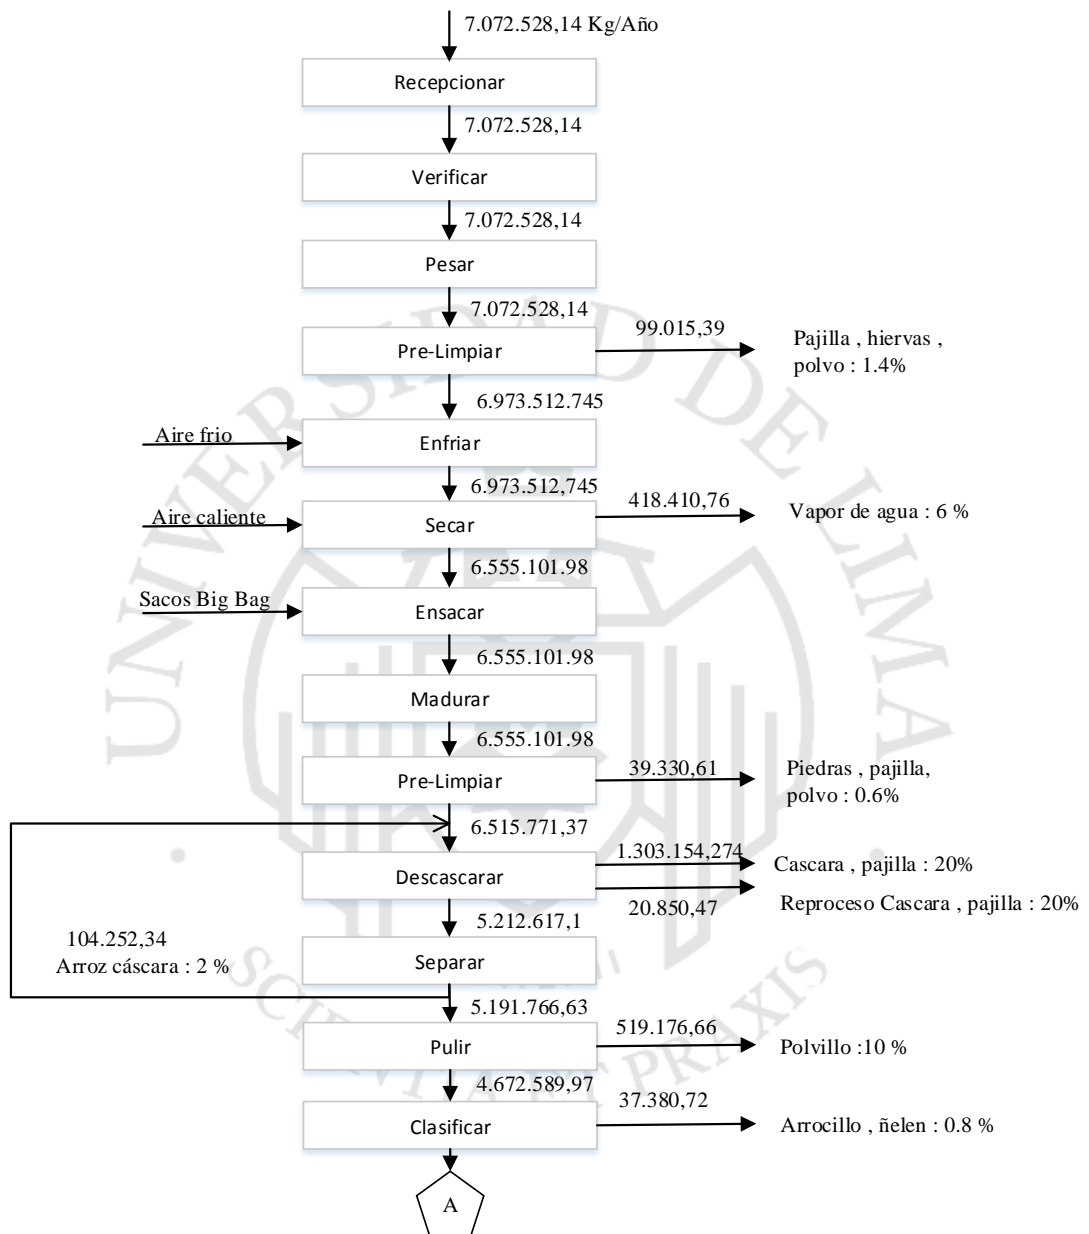 7.072.528,14 Kg/Año
Recepcionar
7.072.528,14
Verificar
7.072.528,14
Pesar
7.072.528,14
99.015,39
Pre-Limpiar
Pajilla , hiervas ,
polvo : 1.4%
6.973.512.745
Aire frio
Enfriar
6.973.512,745
418.410,76
Aire caliente
Secar
Vapor de agua : 6 %
6.555.101.98
Sacos Big Bag
Ensacar
6.555.101.98
Madurar
6.555.101.98
39.330,61
Pre-Limpiar
Piedras , pajilla,
polvo : 0.6%
6.515.771,37
1.303.154,274
Descascarar
Cascara , pajilla : 20%
20.850,47
Reproceso Cascara , pajilla : 20%
5.212.617,1
104.252,34
Arroz cáscara : 2 %
Separar
5.191.766,63
519.176,66
Pulir
Polvillo :10 %
4.672.589,97
37.380,72
Clasificar
Arrocillo , ñelen : 0.8 %
A
UNIVERSIDAD DE LIMA
SCIENTIA ET PRAXIS